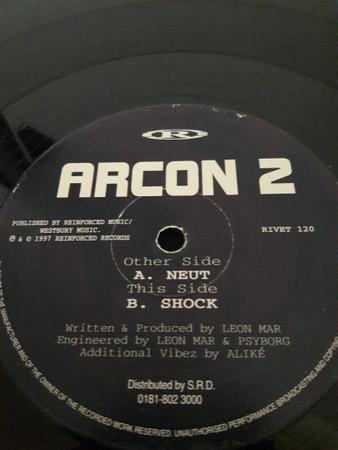 R
ARCON 2
PUBLISHED BY REINFORCED MUSIC/
WESTBURY MUSIC.
℗ & © 1997 REINFORCED RECORDS
RIVET 120
Other Side
A. NEUT
This Side
B. SHOCK
Written & Produced by LEON MAR
Engineered by LEON MAR & PSYBORG
Additional Vibez by ALIKÉ
Distributed by S.R.D.
0181-802 3000
OF THE MANUFACTURER AND OF THE OWNER OF THE RECORDED WORK RESERVED. UNAUTHORISED PERFORMANCE BROADCASTING AND